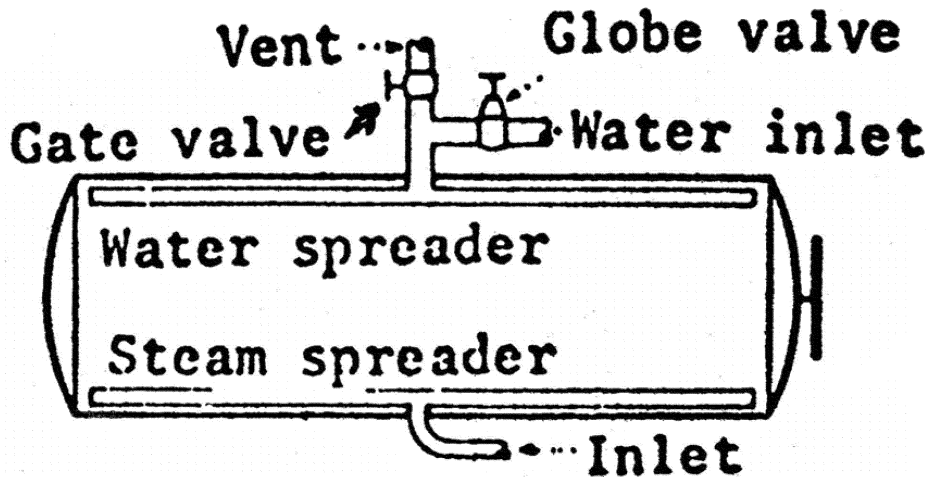 Vent
Globe valve
Gate valve
Water inlet
Water spreader
Steam spreader
Inlet